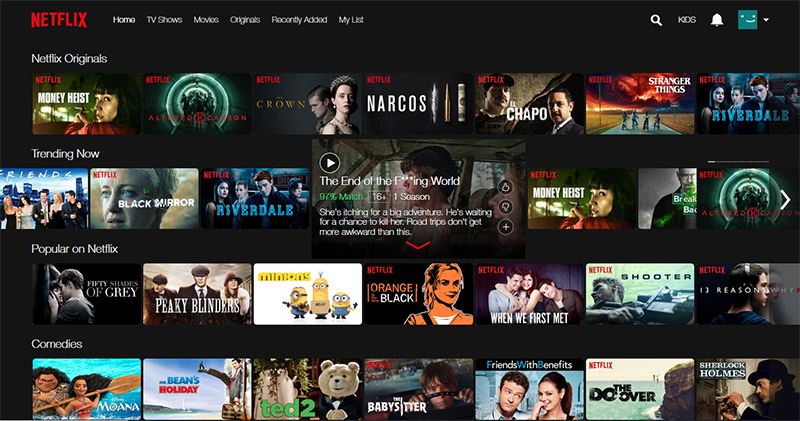 NETFLIX Home TV Shows Movies Originals Recently Added My List KIDS
Netflix Originals
NETFLIX NETFLIX NETFLIX NETFLIX NETFLIX NETFLIX
MONEY HEIST
ALTERED CARBON
THE CROWN
NARCOS
EL CHAPO
STRANGER THINGS
RIVERDALE
Trending Now
FRIENDS
NETFLIX
BLACK MIRROR
NETFLIX
RIVERDALE
The End of the F***ing World
97% Match 16+ 1 Season
She's itching for a big adventure. He's waiting
for a chance to kill her. Road trips don't get
more awkward than this.
NETFLIX
MONEY HEIST
Break
Bad
NETFLIX
ALTERED CARBON
Popular on Netflix
FIFTY SHADES
OF GREY
PEAKY BLINDERS
MINIONS
NETFLIX
ORANGE
IS THE NEW
BLACK
NETFLIX
WHEN WE FIRST MET
NETFLIX
SHOOTER
NETFLIX
13 REASONS WHY
Comedies
Disney
MOANA
MR. BEAN'S
HOLIDAY
ted2
NETFLIX
THE
BABYSITTER
FriendsWithBenefits
NETFLIX
THE
DO OVER
SHERLOCK
HOLMES